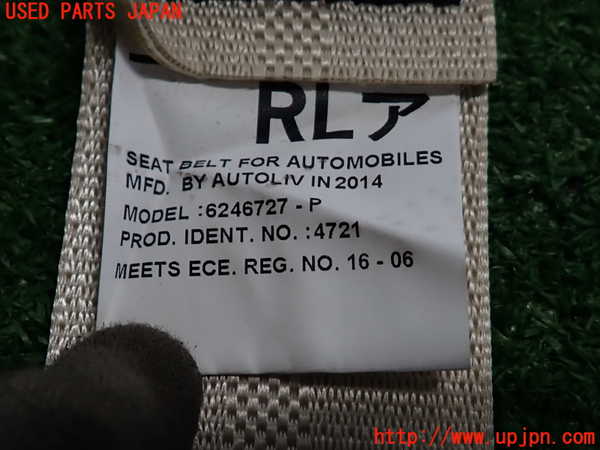 USED PARTS JAPAN
RLア
SEAT BELT FOR AUTOMOBILES
MFD. BY AUTOLIV IN 2014
MODEL :6246727 - P
PROD. IDENT. NO. :4721
MEETS ECE. REG. NO. 16 - 06
http://www.upjpn.com/